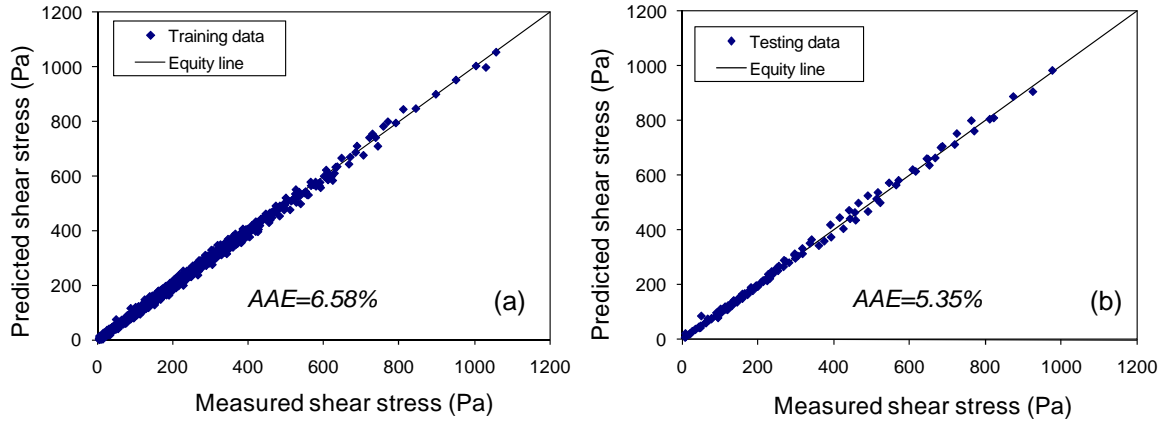 1200
1000
800
600
400
200
0
Predicted shear stress (Pa)
Training data
Equity line
AAE=6.58%
(a)
0 200 400 600 800 1000 1200
Measured shear stress (Pa)
1200
1000
800
600
400
200
0
Predicted shear stress (Pa)
Testing data
Equity line
AAE=5.35%
(b)
0 200 400 600 800 1000 1200
Measured shear stress (Pa)